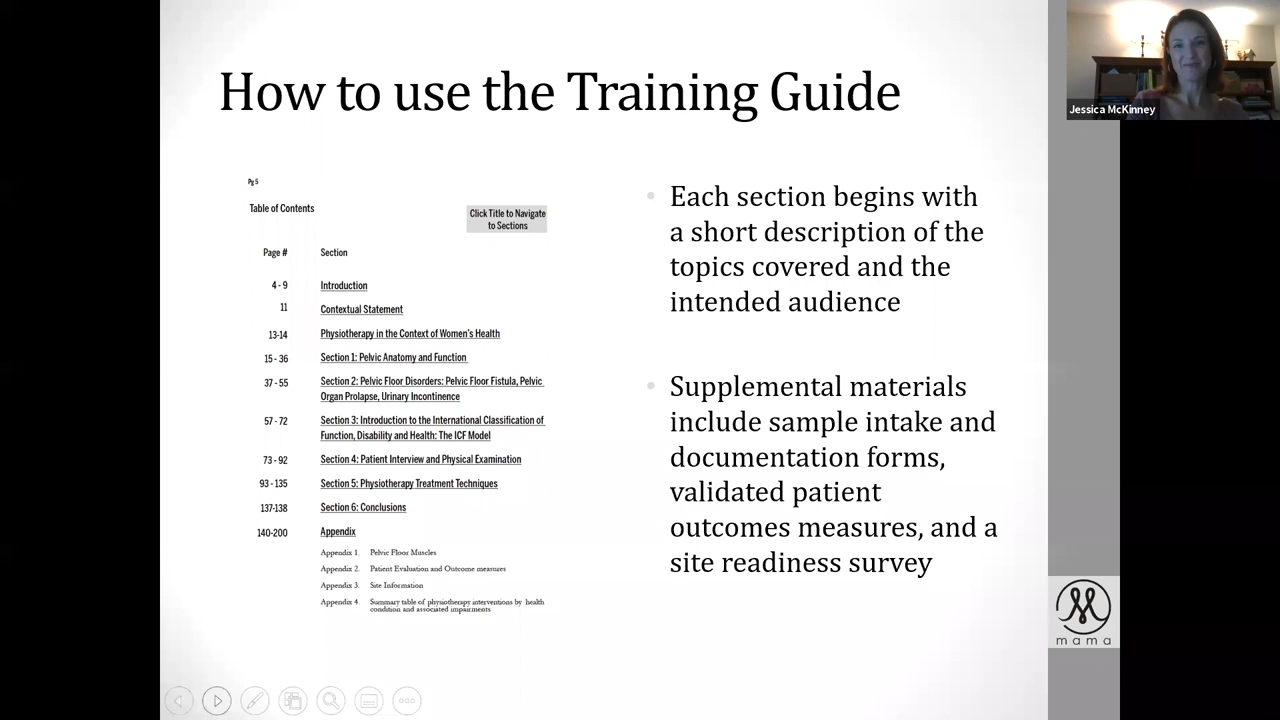 How to use the Training Guide
Jessica McKinney
Pg 5
Table of Contents
Click Title to Navigate
to Sections
Page # Section
4 - 9 Introduction
11 Contextual Statement
13-14 Physiotherapy in the Context of Women's Health
15 - 36 Section 1: Pelvic Anatomy and Function
37 - 55 Section 2: Pelvic Floor Disorders: Pelvic Floor Fistula, Pelvic
Organ Prolapse, Urinary Incontinence
57 - 72 Section 3: Introduction to the International Classification of
Function, Disability and Health: The ICF Model
73 - 92 Section 4: Patient Interview and Physical Examination
93 - 135 Section 5: Physiotherapy Treatment Techniques
137-138 Section 6: Conclusions
140-200 Appendix
Appendix 1. Pelvic Floor Muscles
Appendix 2. Patient Evaluation and Outcome measures
Appendix 3. Site Information
Appendix 4. Summary table of physiotherapy interventions by health
condition and associated impairments
Each section begins with
a short description of the
topics covered and the
intended audience
Supplemental materials
include sample intake and
documentation forms,
validated patient
outcomes measures, and a
site readiness survey
mama